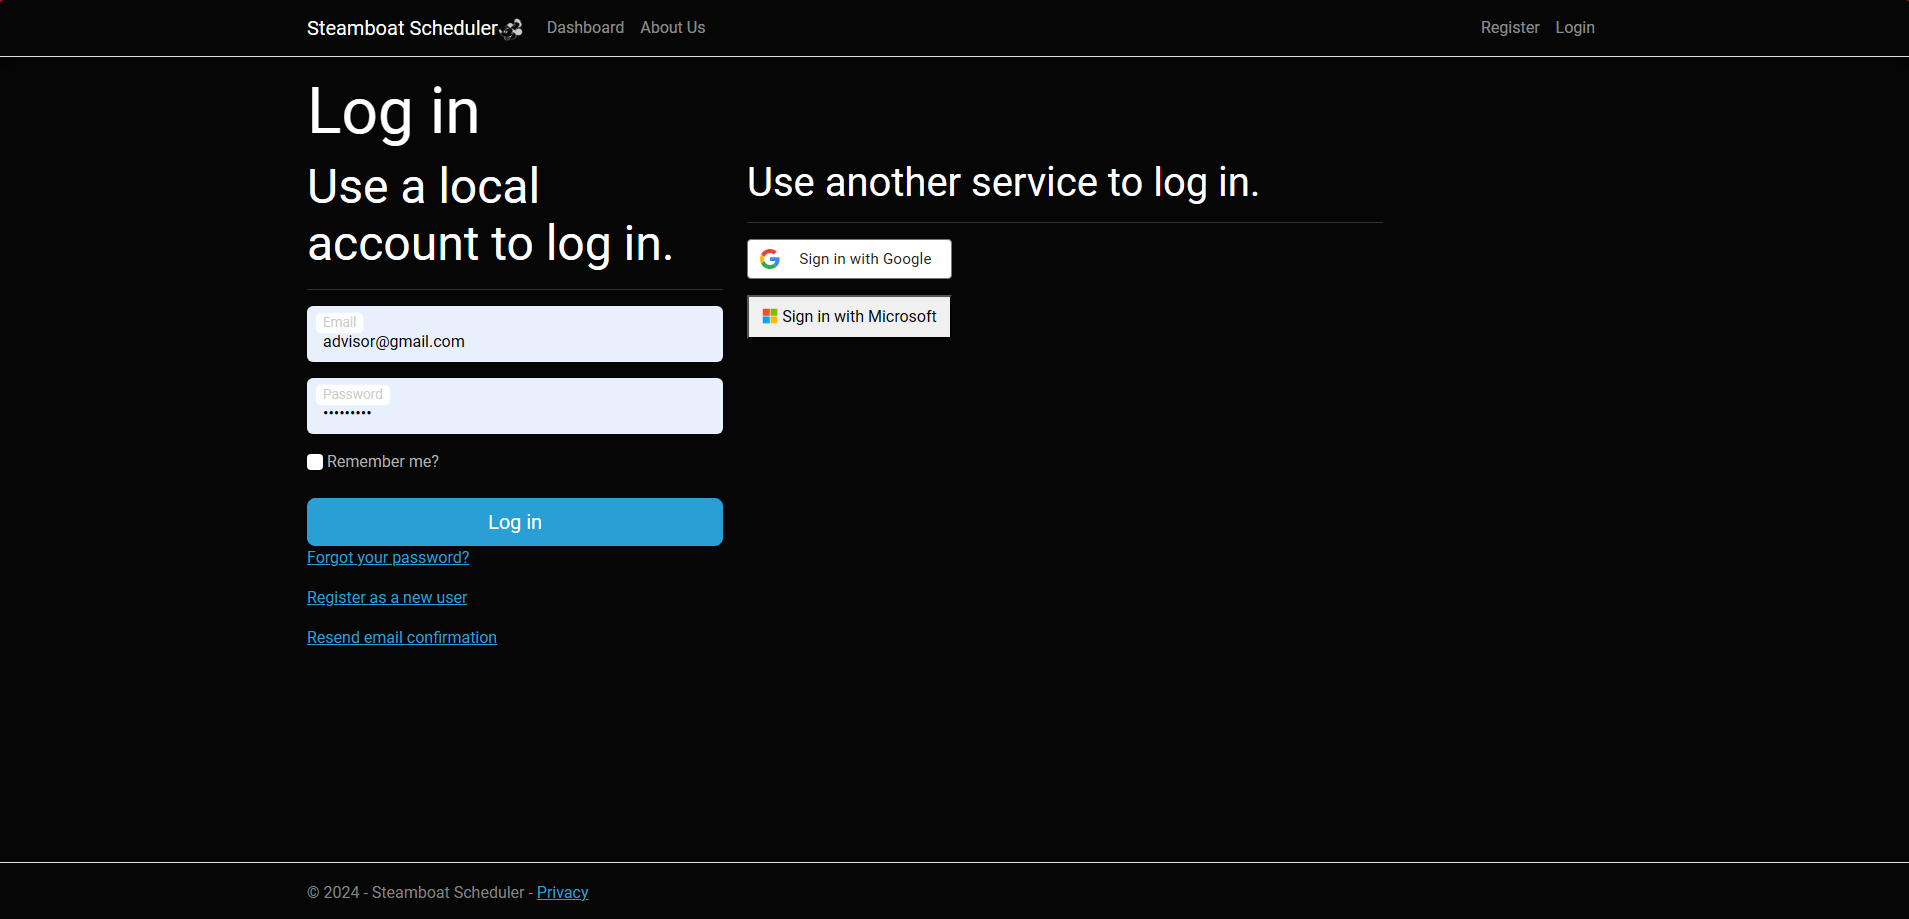 Steamboat Scheduler Dashboard About Us Register Login
Log in
Use a local
account to log in.
Email
advisor@gmail.com
Password
•••••••••
Remember me?
Log in
Forgot your password?
Register as a new user
Resend email confirmation
Use another service to log in.
Sign in with Google
Sign in with Microsoft
© 2024 - Steamboat Scheduler - Privacy